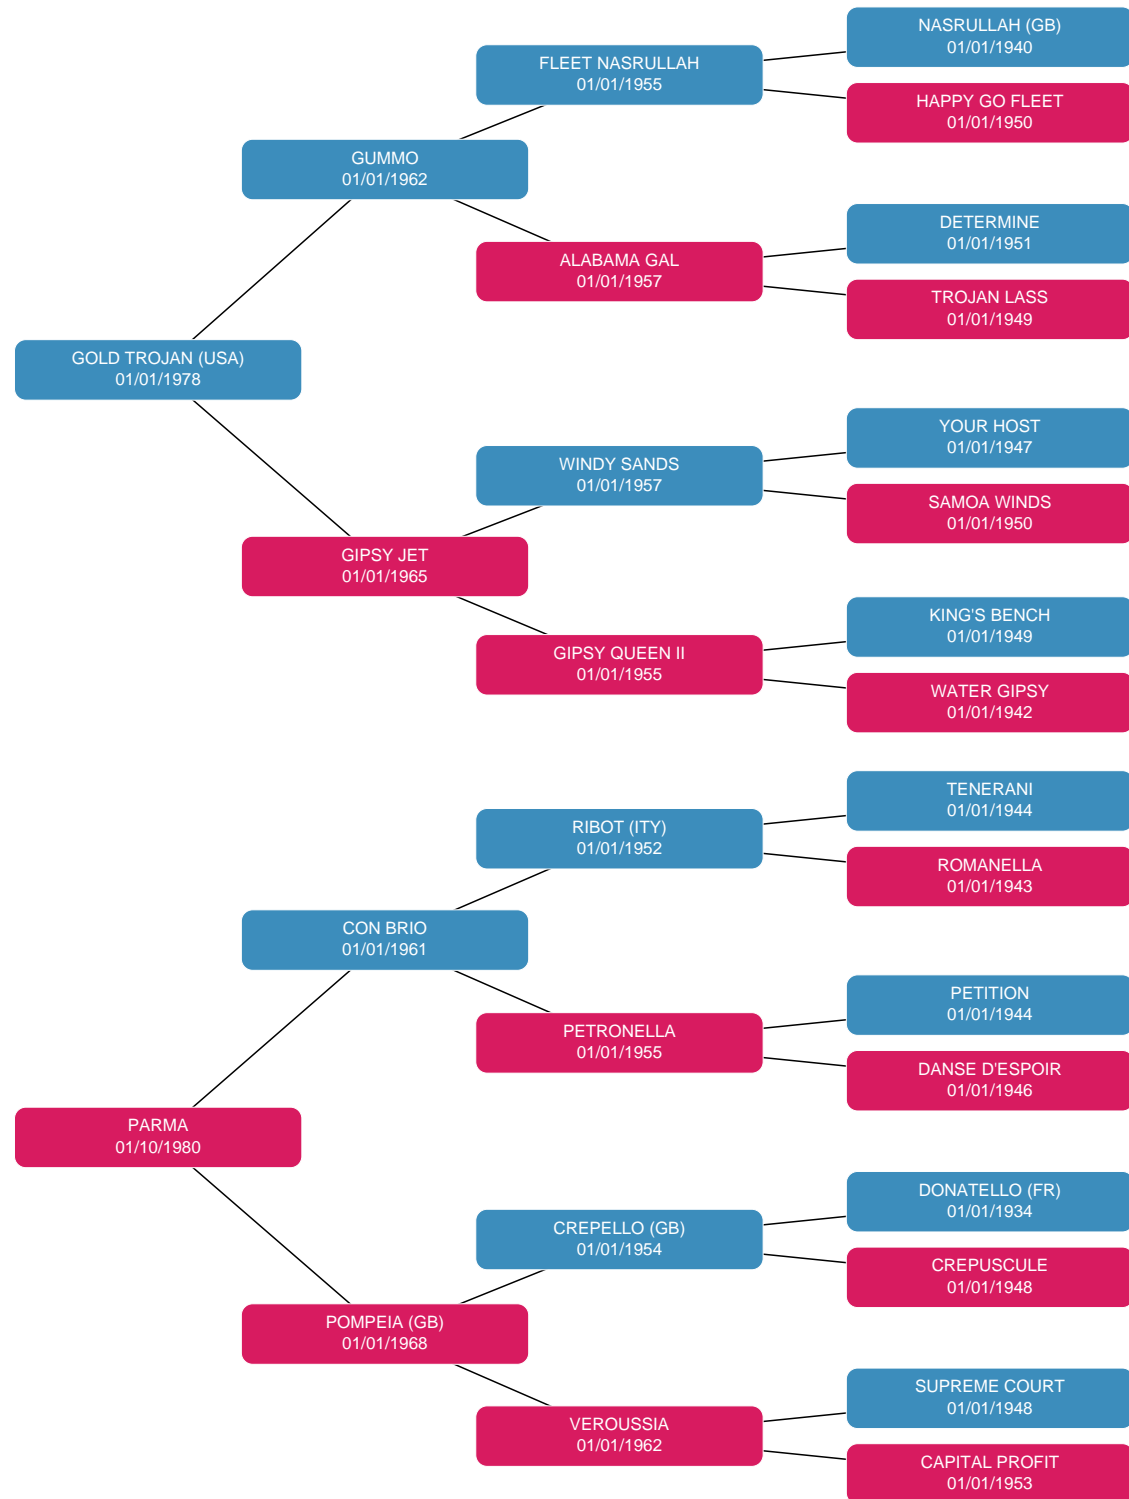 NASRULLAH (GB)
01/01/1940
FLEET NASRULLAH
01/01/1955
HAPPY GO FLEET
01/01/1950
GUMMO
01/01/1962
DETERMINE
01/01/1951
ALABAMA GAL
01/01/1957
TROJAN LASS
01/01/1949
GOLD TROJAN (USA)
01/01/1978
YOUR HOST
01/01/1947
WINDY SANDS
01/01/1957
SAMOA WINDS
01/01/1950
GIPSY JET
01/01/1965
KING'S BENCH
01/01/1949
GIPSY QUEEN II
01/01/1955
WATER GIPSY
01/01/1942
TENERANI
01/01/1944
RIBOT (ITY)
01/01/1952
ROMANELLA
01/01/1943
CON BRIO
01/01/1961
PETITION
01/01/1944
PETRONELLA
01/01/1955
DANSE D'ESPOIR
01/01/1946
PARMA
01/10/1980
DONATELLO (FR)
01/01/1934
CREPELLO (GB)
01/01/1954
CREPUSCULE
01/01/1948
POMPEIA (GB)
01/01/1968
SUPREME COURT
01/01/1948
VEROUSSIA
01/01/1962
CAPITAL PROFIT
01/01/1953